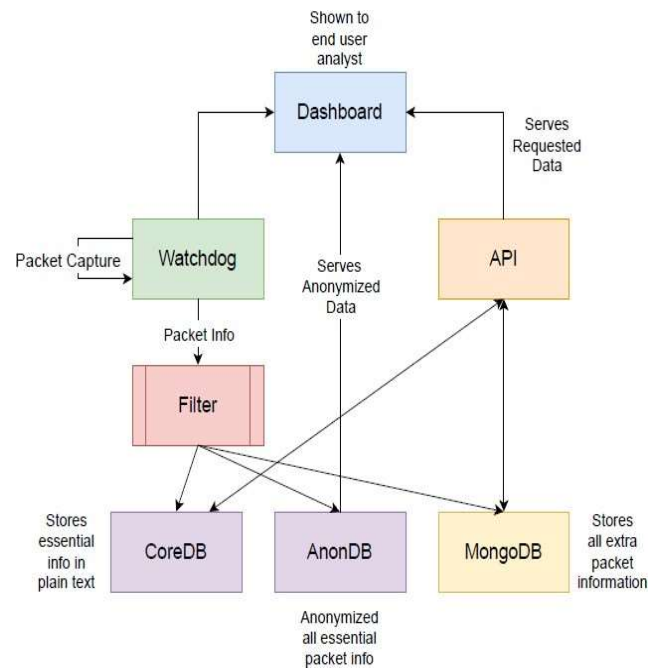 Shown to
end user
analyst
Dashboard
Serves
Requested
Data
Watchdog
API
Packet Capture
Serves
Anonymized
Data
Packet Info
Filter
Stores
essential
info in
plain text
CoreDB
AnonDB
MongoDB
Stores
all extra
packet
information
Anonymized
all essential
packet info